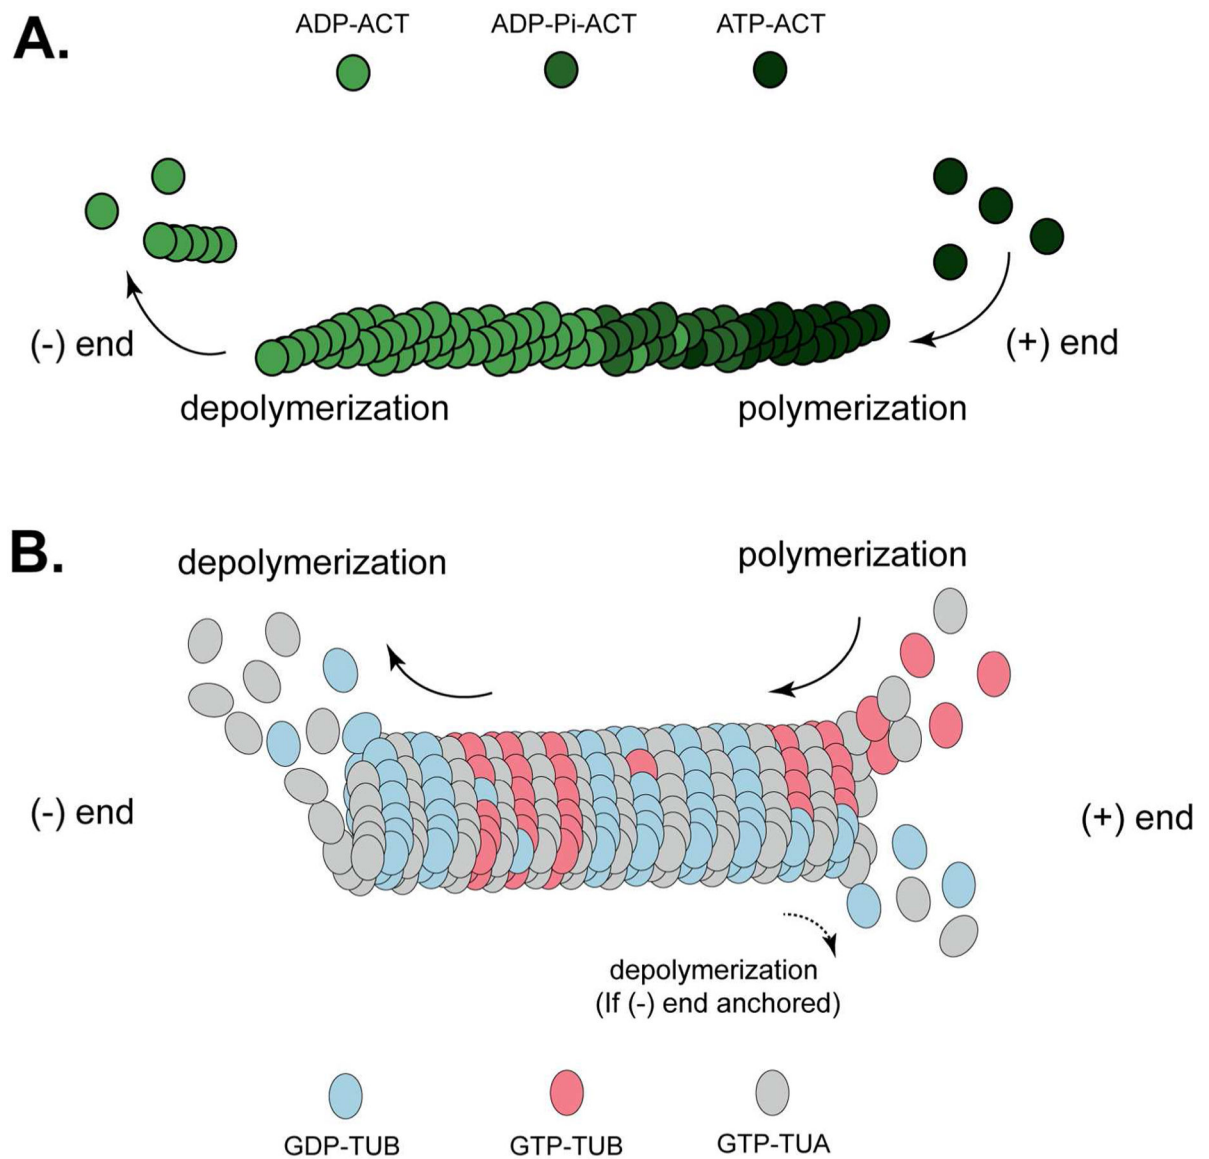 A.
ADP-ACT
ADP-Pi-ACT
ATP-ACT
(-) end
(+) end
depolymerization
polymerization
B.
depolymerization
polymerization
(-) end
(+) end
depolymerization
(If (-) end anchored)
GDP-TUB
GTP-TUB
GTP-TUA